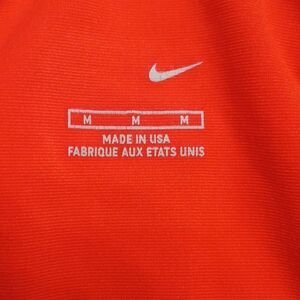 M M M
MADE IN USA
FABRIQUE AUX ETATS UNIS